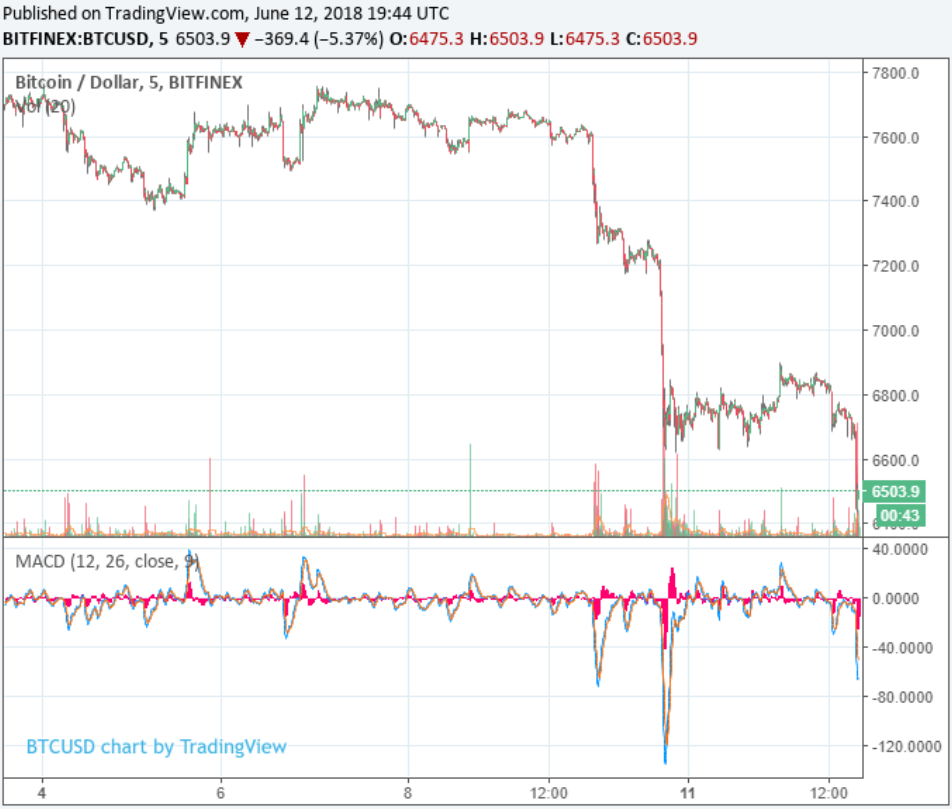 Published on TradingView.com, June 12, 2018 19:44 UTC
BITFINEX:BTCUSD, 5 6503.9 ▼ −369.4 (−5.37%) O:6475.3 H:6503.9 L:6475.3 C:6503.9
Bitcoin / Dollar, 5, BITFINEX
Vol (20)
7800.0
7600.0
7400.0
7200.0
7000.0
6800.0
6600.0
6503.9
00:43
6400.0
MACD (12, 26, close, 9)
40.0000
0.0000
-40.0000
-80.0000
-120.0000
BTCUSD chart by TradingView
4 6 8 12:00 11 12:00